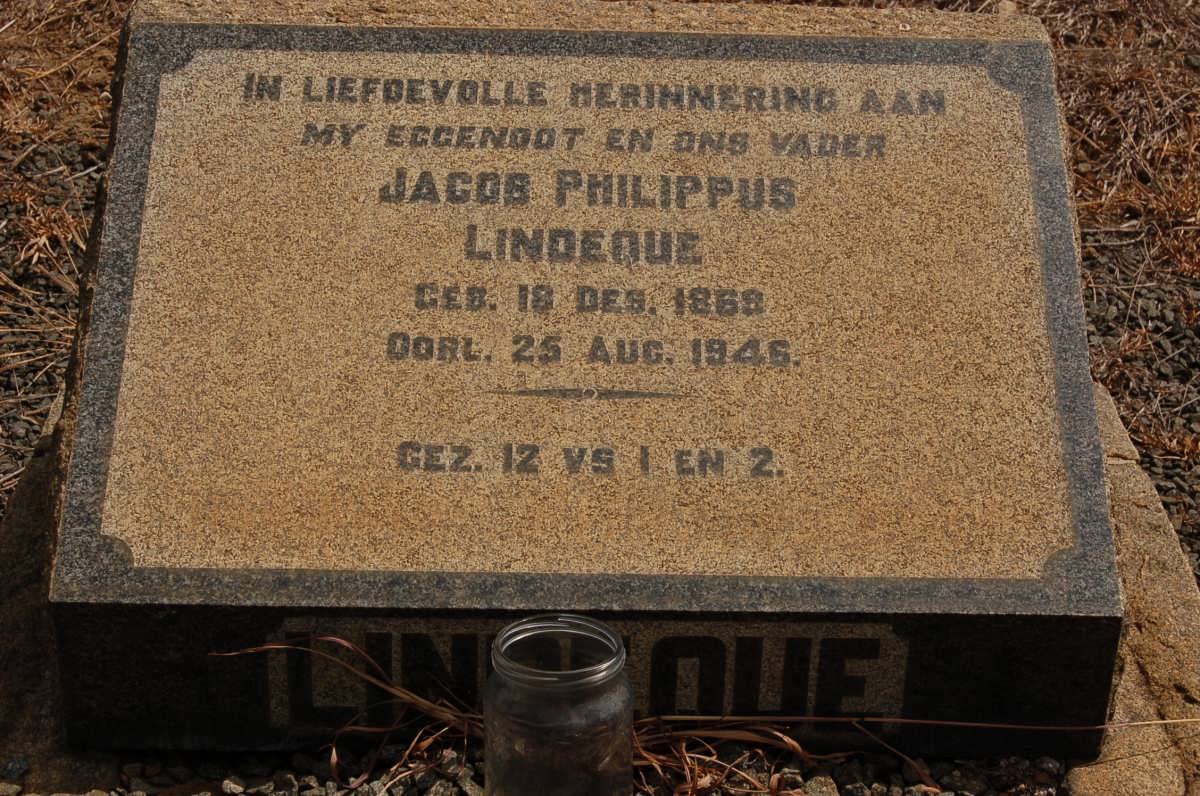 IN LIEFDEVOLLE HERINNERING AAN
MY EGGENOOT EN ONS VADER
JACOB PHILIPPUS
LINDEQUE
GEB. 18 DES. 1869
OORL. 25 AUG. 1946.
GEZ. 12 VS 1 EN 2.
LINDEQUE